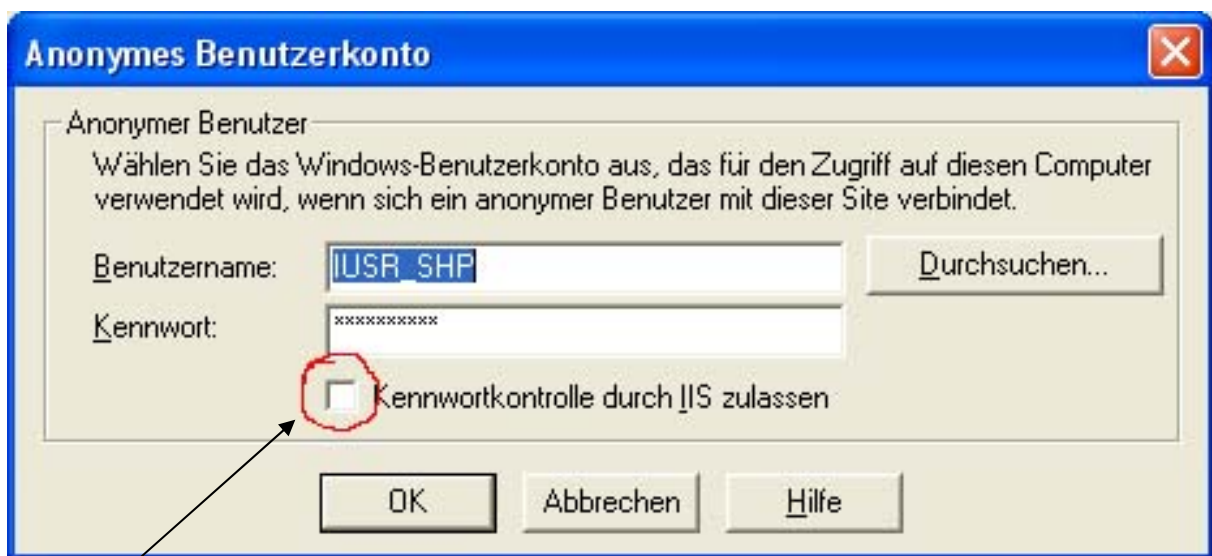 Anonymes Benutzerkonto
Anonymer Benutzer
Wählen Sie das Windows-Benutzerkonto aus, das für den Zugriff auf diesen Computer
verwendet wird, wenn sich ein anonymer Benutzer mit dieser Site verbindet.
Benutzername: IUSR_SHP Durchsuchen...
Kennwort: **********
Kennwortkontrolle durch IIS zulassen
OK Abbrechen Hilfe